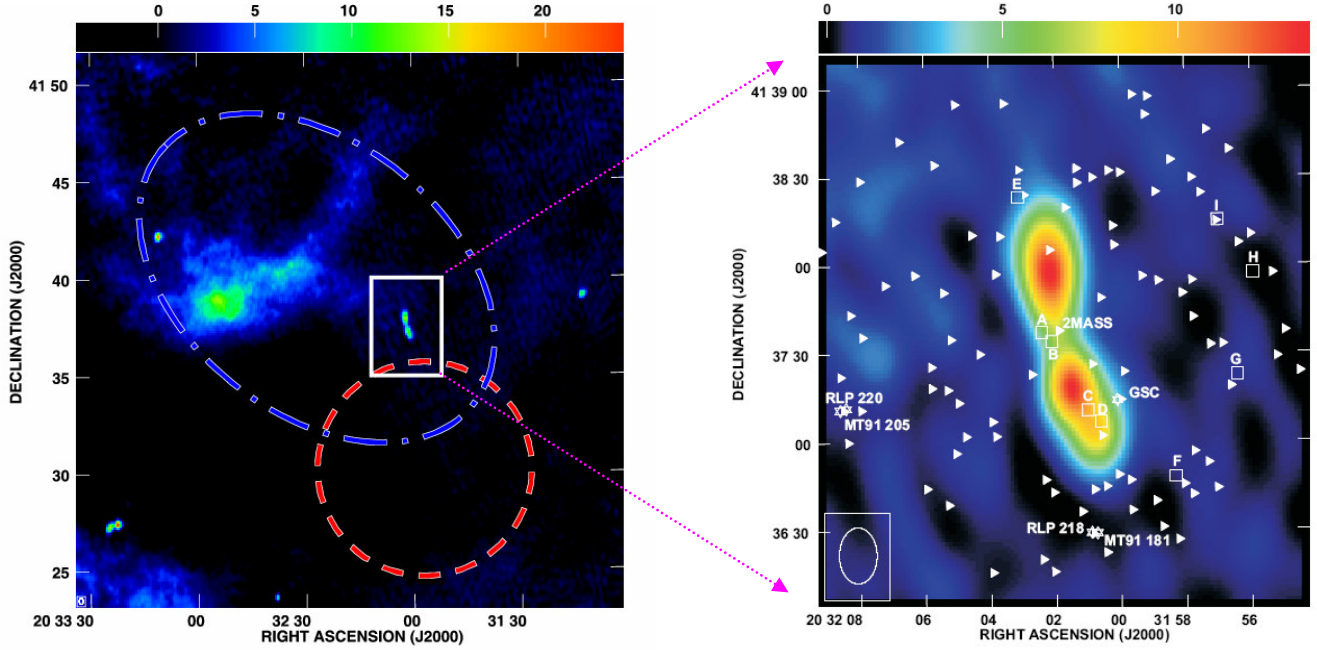 0 5 10 15 20
41 50
45
40
35
30
25
DECLINATION (J2000)
20 33 30 00 32 30 00 31 30
RIGHT ASCENSION (J2000)
0 5 10
41 39 00
38 30
00
37 30
00
36 30
DECLINATION (J2000)
E
I
H
A
2MASS
B
G
C
D
GSC
RLP 220
MT91 205
F
RLP 218
MT91 181
20 32 08 06 04 02 00 31 58 56
RIGHT ASCENSION (J2000)